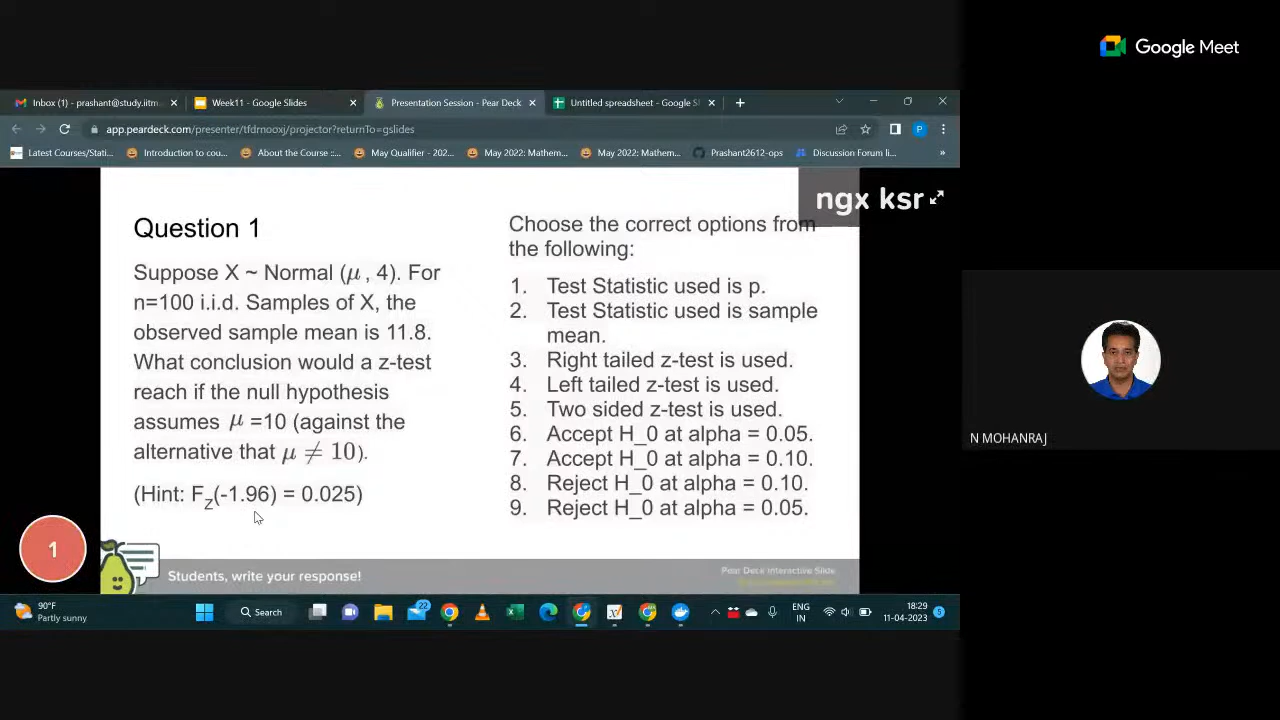 Google Meet
Inbox (1) - prashant@study.iitm
Week11 - Google Slides
Presentation Session - Pear Deck
Untitled spreadsheet - Google Sl
app.peardeck.com/presenter/tfdrnooxj/projector?returnTo=gslides
P
Latest Courses/Stati...
Introduction to cou...
About the Course ::...
May Qualifier - 202...
May 2022: Mathem...
May 2022: Mathem...
Prashant2612-ops
Discussion Forum li...
»
ngx ksr
Question 1
Suppose X ~ Normal (μ , 4). For
n=100 i.i.d. Samples of X, the
observed sample mean is 11.8.
What conclusion would a z-test
reach if the null hypothesis
assumes μ =10 (against the
alternative that μ ≠ 10).
(Hint: F_Z(-1.96) = 0.025)
Choose the correct options from
the following:
1. Test Statistic used is p.
2. Test Statistic used is sample
mean.
3. Right tailed z-test is used.
4. Left tailed z-test is used.
5. Two sided z-test is used.
6. Accept H_0 at alpha = 0.05.
7. Accept H_0 at alpha = 0.10.
8. Reject H_0 at alpha = 0.10.
9. Reject H_0 at alpha = 0.05.
N MOHANRAJ
1
Students, write your response!
Pear Deck Interactive Slide
90°F
Partly sunny
Search
22
ENG
IN
18:29
11-04-2023
5